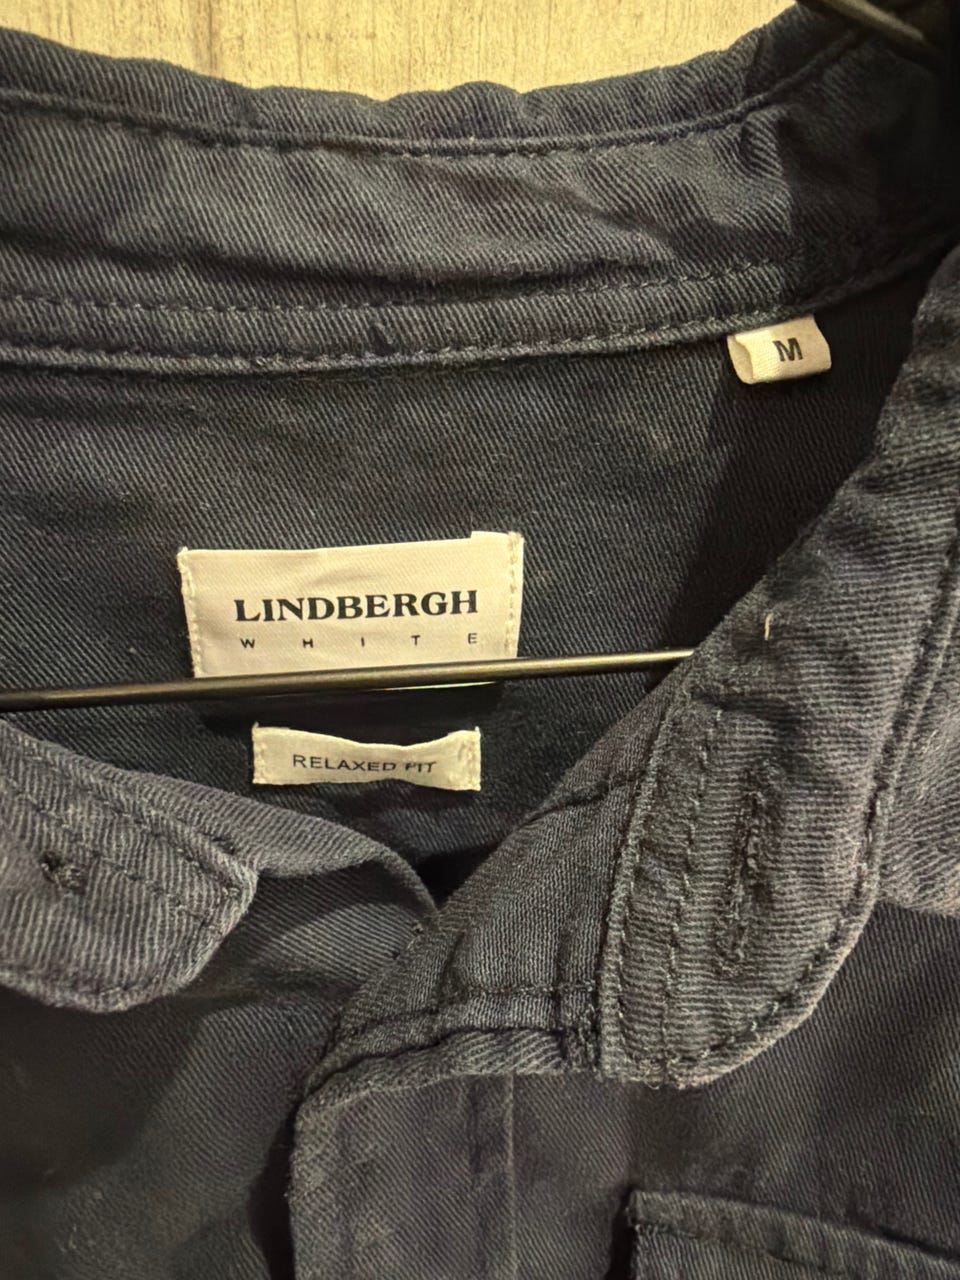 M
LINDBERGH
WHITE
RELAXED FIT